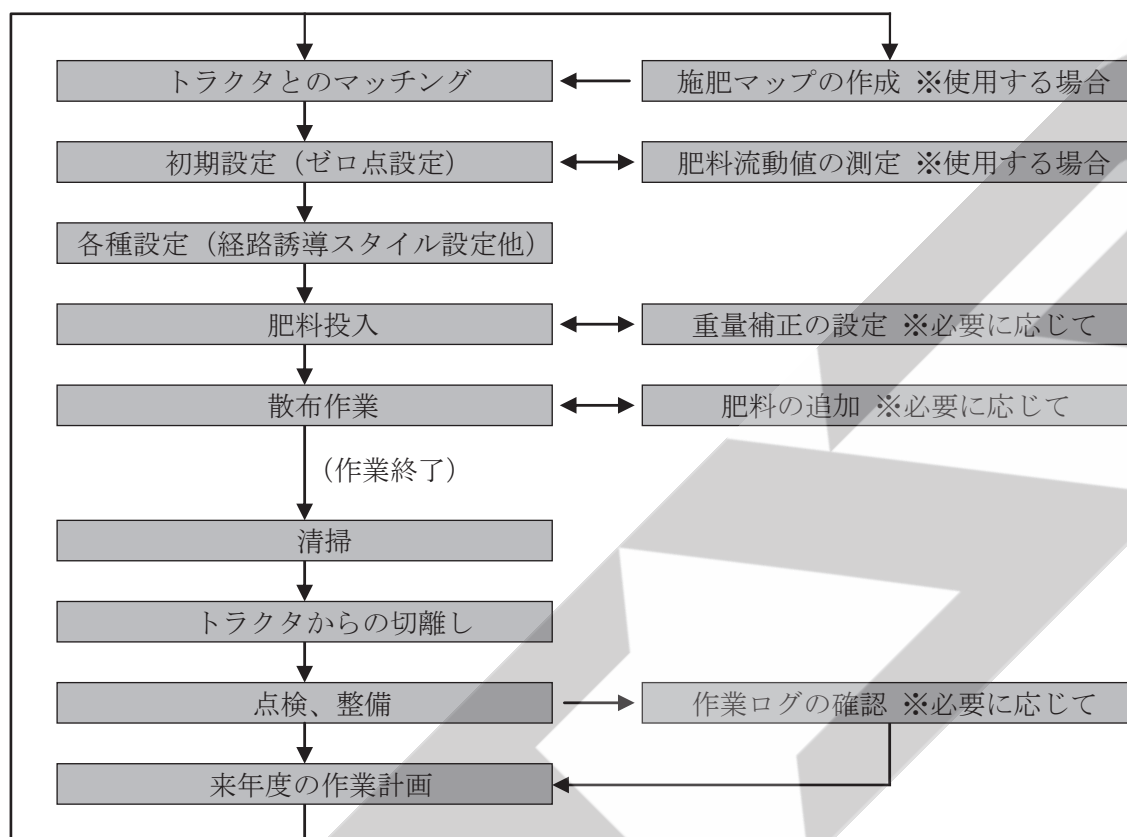 トラクタとのマッチング
施肥マップの作成 ※使用する場合
初期設定（ゼロ点設定）
肥料流動値の測定 ※使用する場合
各種設定（経路誘導スタイル設定他）
肥料投入
重量補正の設定 ※必要に応じて
散布作業
肥料の追加 ※必要に応じて
（作業終了）
清掃
トラクタからの切離し
点検、整備
作業ログの確認 ※必要に応じて
来年度の作業計画